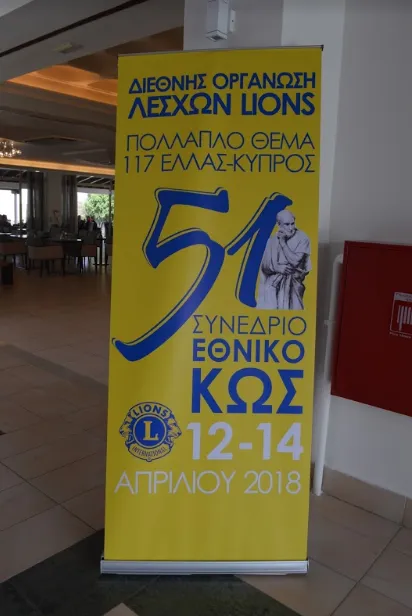 ΔΙΕΘΝΗΣ ΟΡΓΑΝΩΣΗ
ΛΕΣΧΩΝ LIONS
ΠΟΛΛΑΠΛΟ ΘΕΜΑ
117 ΕΛΛΑΣ-ΚΥΠΡΟΣ
51
ΣΥΝΕΔΡΙΟ
ΕΘΝΙΚΟ
ΚΩΣ
LIONS
L
INTERNATIONAL
12-14
ΑΠΡΙΛΙΟΥ 2018